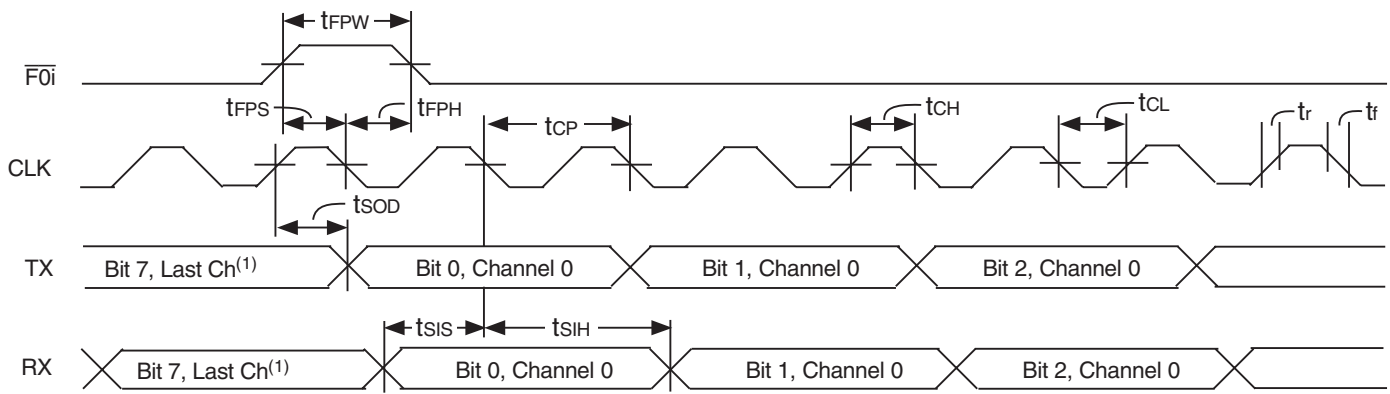 tFPW
F0i
tFPS
tFPH
tCP
tCH
tCL
tr
tf
CLK
tSOD
TX
Bit 7, Last Ch(1)
Bit 0, Channel 0
Bit 1, Channel 0
Bit 2, Channel 0
tSIS
tSIH
RX
Bit 7, Last Ch(1)
Bit 0, Channel 0
Bit 1, Channel 0
Bit 2, Channel 0